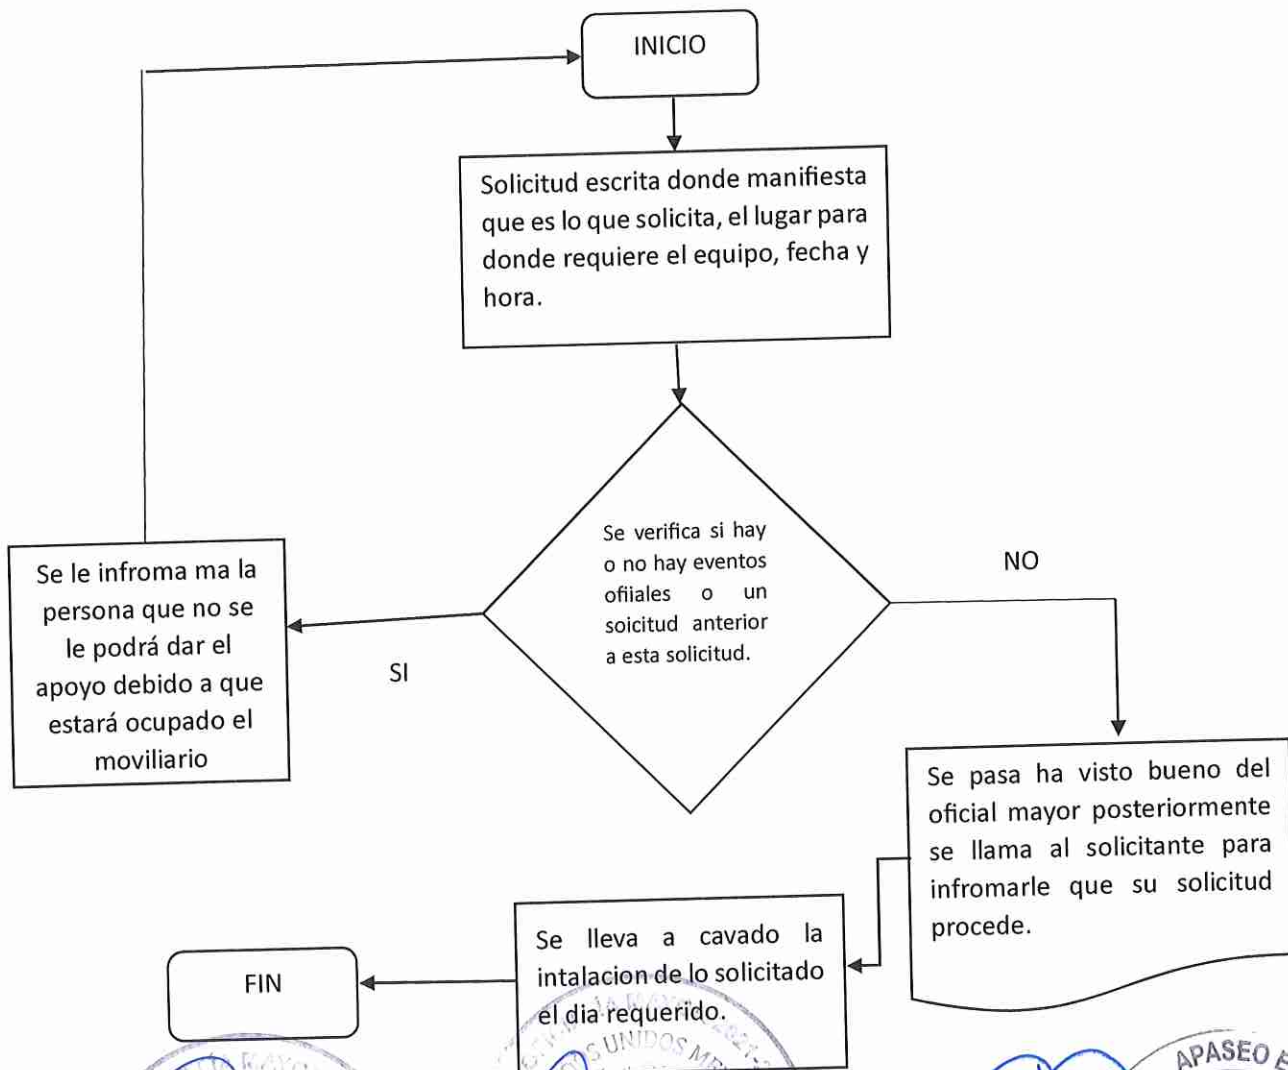 INICIO
Solicitud escrita donde manifiesta
que es lo que solicita, el lugar para
donde requiere el equipo, fecha y
hora.
Se verifica si hay
o no hay eventos
ofiiales o un
soicitud anterior
a esta solicitud.
SI
NO
Se le infroma ma la
persona que no se
le podrá dar el
apoyo debido a que
estará ocupado el
moviliario
Se pasa ha visto bueno del
oficial mayor posteriormente
se llama al solicitante para
infromarle que su solicitud
procede.
Se lleva a cavado la
intalacion de lo solicitado
el dia requerido.
FIN
UNIDOS
APASEO